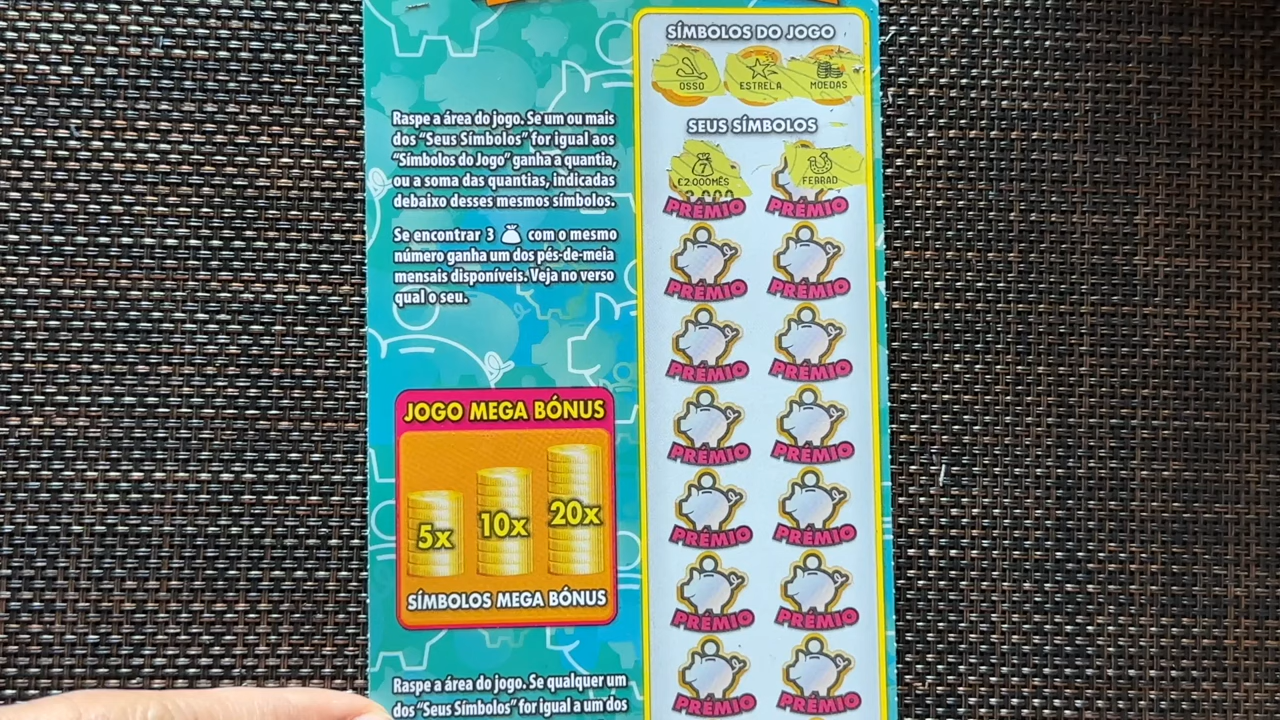 Raspe a área do jogo. Se um ou mais
dos "Seus Símbolos" for igual aos
"Símbolos do Jogo" ganha a quantia,
ou a soma das quantias, indicadas
debaixo desses mesmos símbolos.
Se encontrar 3 com o mesmo
número ganha um dos pés-de-meia
mensais disponíveis. Veja no verso
qual o seu.
JOGO MEGA BÓNUS
5x 10x 20x
SÍMBOLOS MEGA BÓNUS
Raspe a área do jogo. Se qualquer um
dos "Seus Símbolos" for igual a um dos
SÍMBOLOS DO JOGO
OSSO ESTRELA MOEDAS
SEUS SÍMBOLOS
7
€2.000MÊS FERRAD
PRÉMIO PRÉMIO
PRÉMIO PRÉMIO
PRÉMIO PRÉMIO
PRÉMIO PRÉMIO
PRÉMIO PRÉMIO
PRÉMIO PRÉMIO
PRÉMIO PRÉMIO